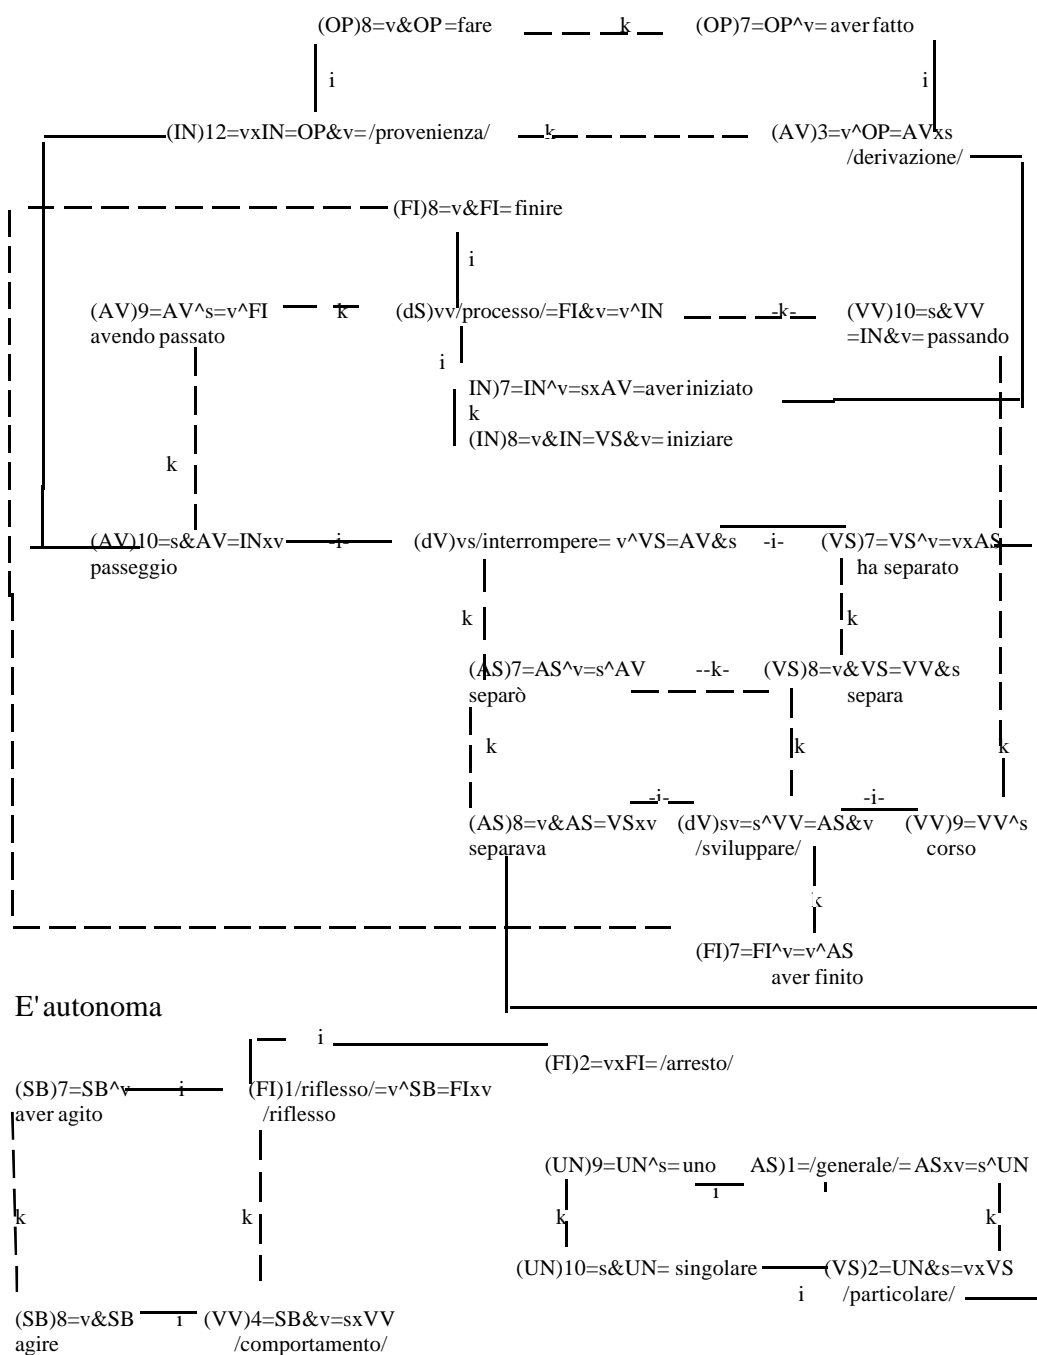 (OP)8=v&OP=fare k (OP)7=OP^v= aver fatto
i i
(IN)12=vxIN=OP&v= /provenienza/ k (AV)3=v^OP=AVxs
/derivazione/
(FI)8=v&FI= finire
i
(AV)9=AV^s=v^FI k (dS)vv/processo/=FI&v=v^IN -k- (VV)10=s&VV
avendo passato =IN&v= passando
i
IN)7=IN^v=sxAV=aver iniziato
k
(IN)8=v&IN=VS&v= iniziare
k
(AV)10=s&AV=INxv -i- (dV)vs/interrompere= v^VS=AV&s -i- (VS)7=VS^v=vxAS
passeggio ha separato
k k
(AS)7=AS^v=s^AV --k- (VS)8=v&VS=VV&s
separò separa
k k k
-i- -i-
(AS)8=v&AS=VSxv (dV)sv=s^VV=AS&v (VV)9=VV^s
separava /sviluppare/ corso
k
(FI)7=FI^v=v^AS
aver finito
E' autonoma
i
(FI)2=vxFI= /arresto/
(SB)7=SB^v i (FI)1/riflesso/=v^SB=FIxv
aver agito /riflesso
(UN)9=UN^s= uno AS)1=/generale/= ASxv=s^UN
i
k k k k
(UN)10=s&UN= singolare (VS)2=UN&s=vxVS
i /particolare/
(SB)8=v&SB i (VV)4=SB&v=sxVV
agire /comportamento/